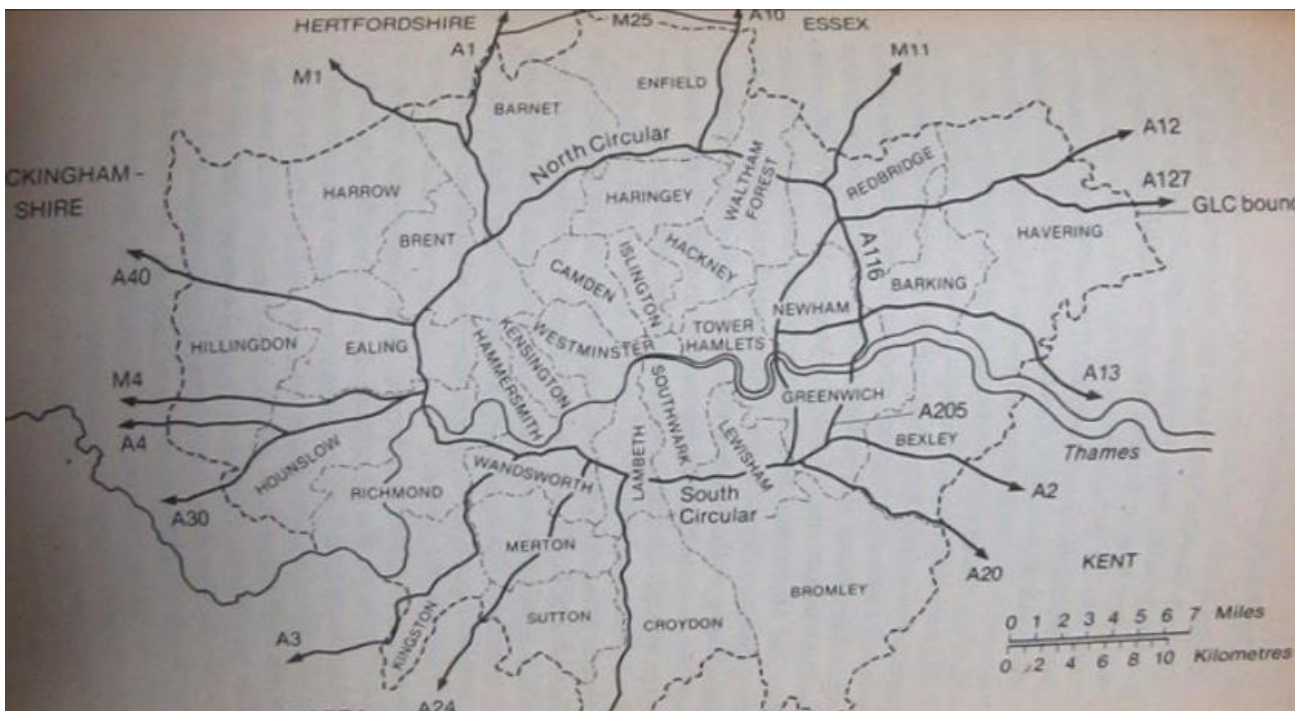 HERTFORDSHIRE
M25
A10
ESSEX
A1
M1
M11
ENFIELD
BARNET
North Circular
A12
REDBRIDGE
WALTHAM
FOREST
CKINGHAM-
SHIRE
HARROW
HARINGEY
A127
GLC bound
HAVERING
BRENT
HACKNEY
ISLINGTON
CAMDEN
A116
A40
BARKING
NEWHAM
TOWER
HAMLETS
WESTMINSTER
KENSINGTON
HAMMERSMITH
HILLINGDON
EALING
M4
A13
SOUTHWARK
GREENWICH
A205
A4
BEXLEY
LEWISHAM
Thames
HOUNSLOW
LAMBETH
WANDSWORTH
RICHMOND
South
Circular
A2
A30
MERTON
A20
KENT
BROMLEY
SUTTON
CROYDON
KINGSTON
A3
0 1 2 3 4 5 6 7 Miles
0 2 4 6 8 10 Kilometres
A24